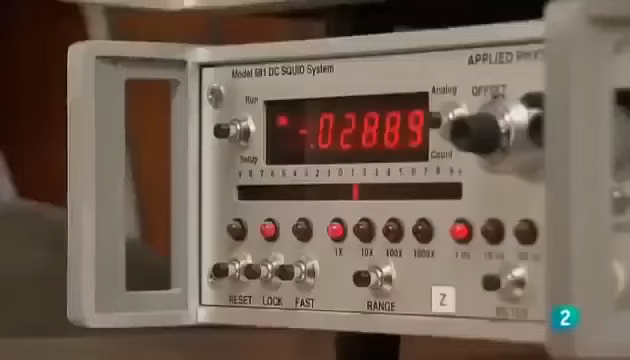 Model 581 DC SQUID System
APPLIED PHY
Run
Analog
OFFSET
-.02889
Setup
Count
9 8 7 6 5 4 3 2 1 0 1 2 3 4 5 6 7 8 9
1X 10X 100X 1000X
RESET LOCK FAST RANGE
Z
2